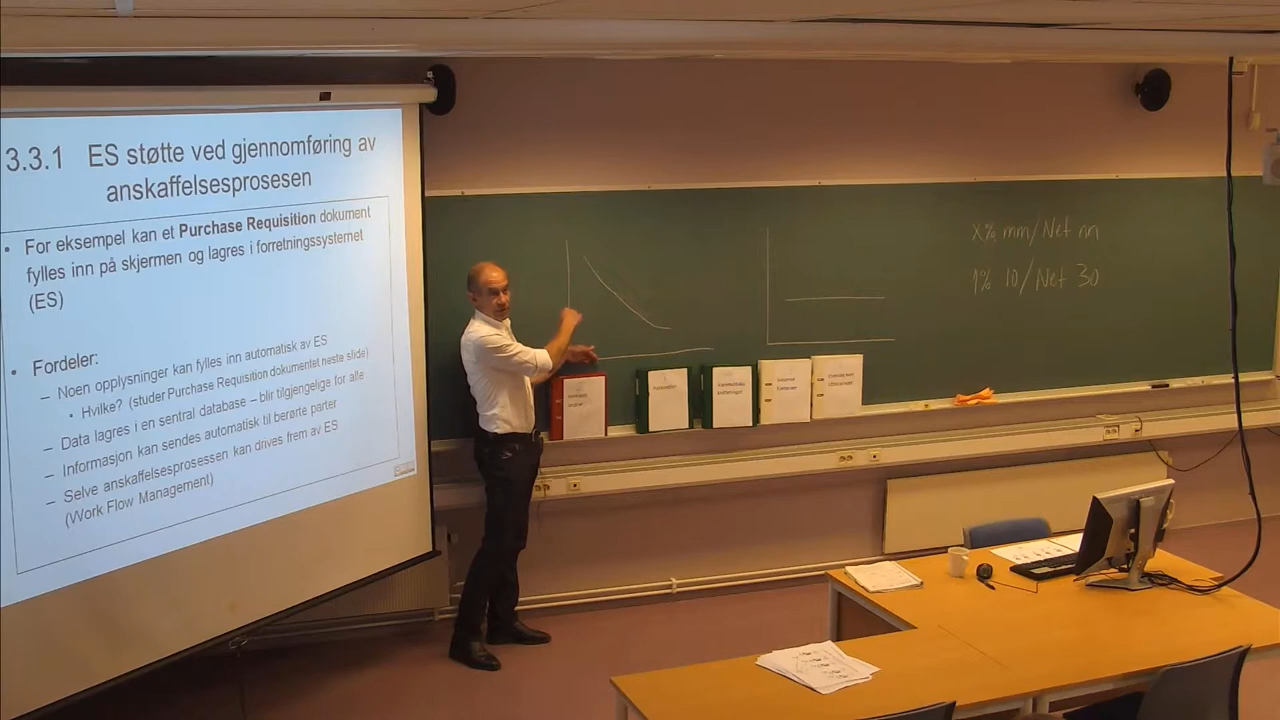 3.3.1 ES støtte ved gjennomføring av
anskaffelsesprosesen
• For eksempel kan et Purchase Requisition dokument
fylles inn på skjermen og lagres i forretningssystemet
(ES)
• Fordeler:
– Noen opplysninger kan fylles inn automatisk av ES
• Hvilke? (studer Purchase Requisition dokumentet neste slide)
– Data lagres i en sentral database – blir tilgjengelige for alle
– Informasjon kan sendes automatisk til berørte parter
– Selve anskaffelsesprosessen kan drives frem av ES
(Work Flow Management)
X% mm/Net nn
1% 10/Net 30